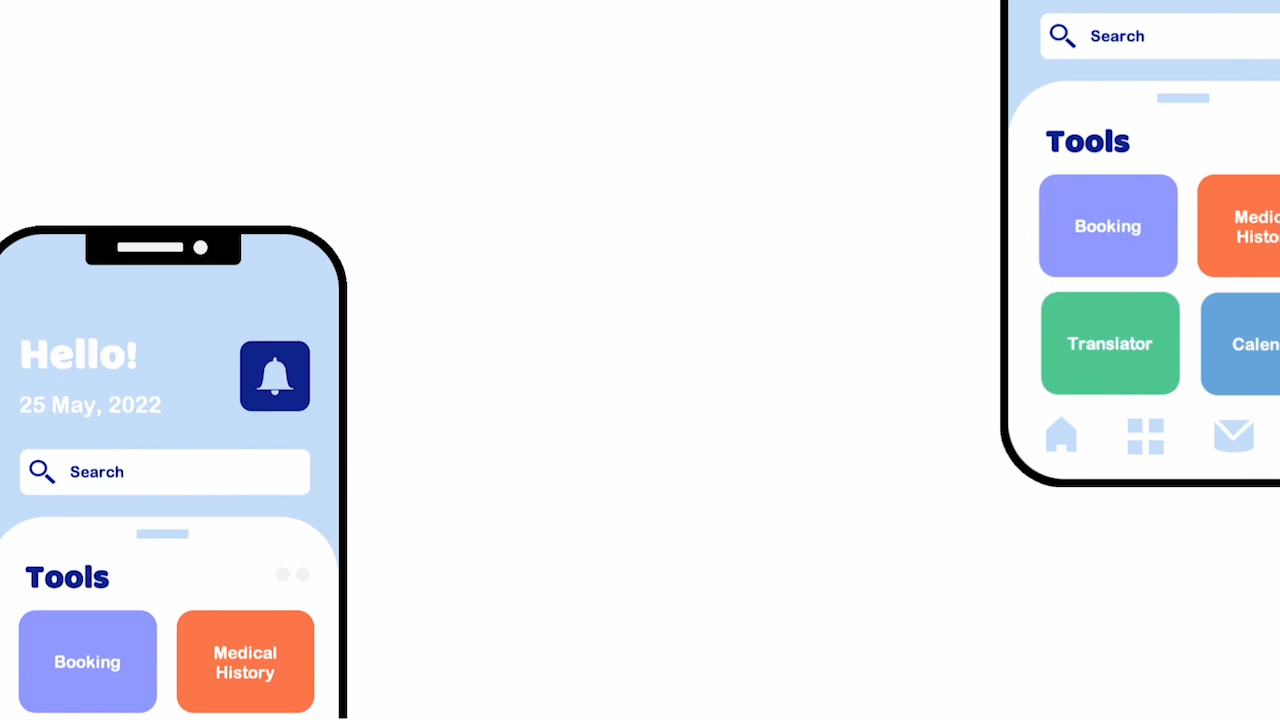 Hello!
25 May, 2022
Search
Tools
Booking
Medical
History
Search
Tools
Booking
Translator